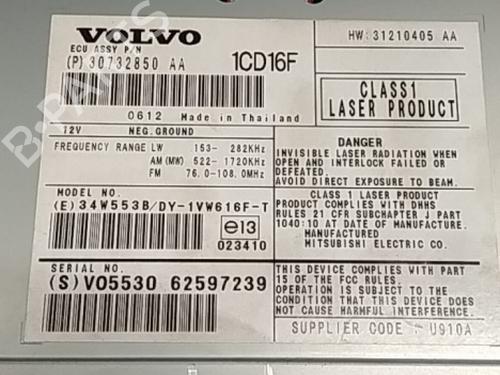 VOLVO
ECU ASSY P/N
(P) 30732850 AA
1CD16F
HW: 31210405 AA
CLASS1
LASER PRODUCT
0612 Made in Thailand
12V NEG.GROUND
FREQUENCY RANGE LW 153- 282KHz
AM (MW) 522- 1720KHz
FM 76.0-108.0MHz
DANGER
INVISIBLE LASER RADIATION WHEN
OPEN AND INTERLOCK FAILED OR
DEFEATED.
AVOID DIRECT EXPOSURE TO BEAM.
MODEL NO.
(E) 34W553B/DY-1VW616F-T
e13
023410
CLASS 1 LASER PRODUCT
PRODUCT COMPLIES WITH DHHS
RULES 21 CFR SUBCHAPTER J PART
1040:10 AT DATE OF MANUFACTURE.
MANUFACTURED
MITSUBISHI ELECTRIC CO.
SERIAL NO.
(S) V05530 62597239
THIS DEVICE COMPLIES WITH PART
15 OF THE FCC RULES.
OPERATION IS SUBJECT TO THE
CONDITION THAT THIS DEVICE DOES
NOT CAUSE HARMFUL
SUPPLIER CODE : U910A
B-PARTS